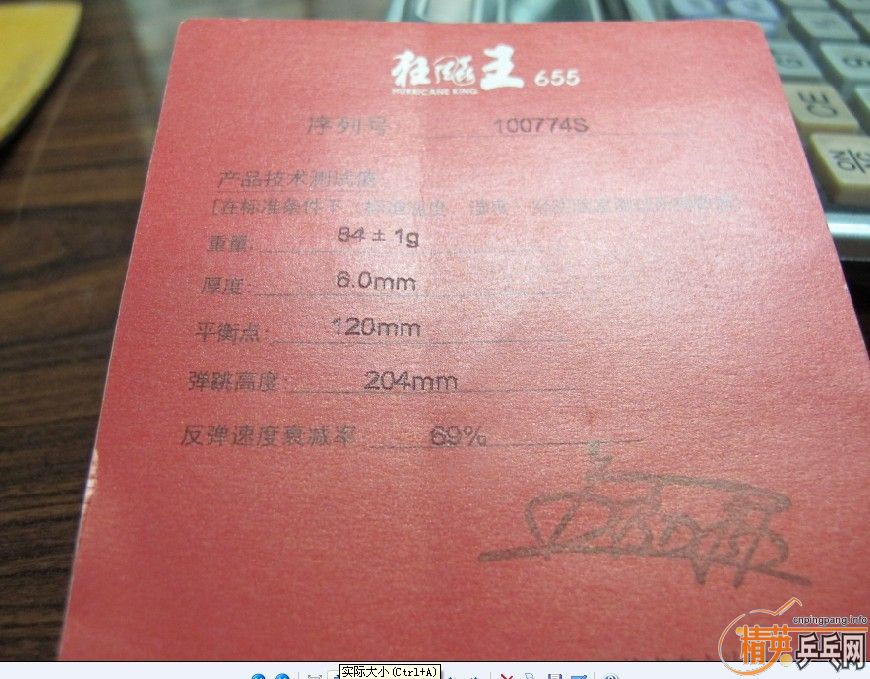 狂飚王 655
HURRICANE KING
序列号: 100774S
产品技术测试值
重量: 84±1g
厚度: 6.0mm
平衡点: 120mm
弹跳高度: 204mm
反弹速度衰减率: 69%
cnpingpang.info
精英乒乓网
实际大小(Ctrl+A)